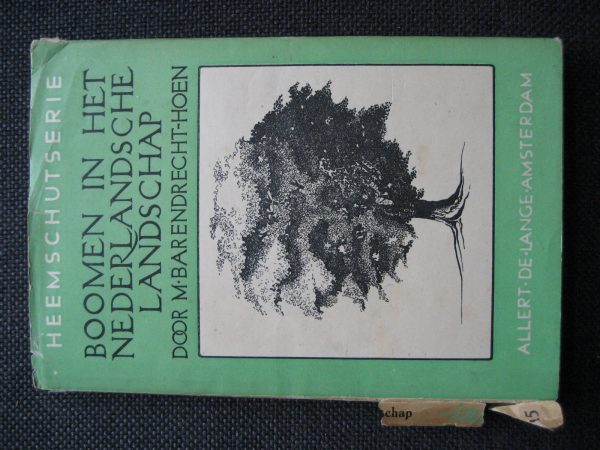 HEEMSCHUTSERIE
BOOMEN IN HET
NEDERLANDSCHE
LANDSCHAP
DOOR M·BARENDRECHT-HOEN
ALLERT·DE·LANGE·AMSTERDAM
schap